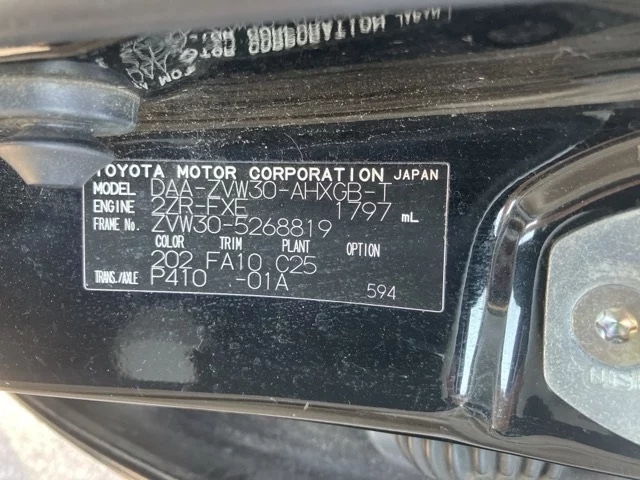 TOYOTA MOTOR CORPORATION JAPAN
MODEL DAA-ZVW30-AHXGB-T
ENGINE 2ZR-FXE 1797 mL
FRAME No. ZVW30-5268819
COLOR TRIM PLANT OPTION
202 FA10 C25
TRANS./AXLE P410 -01A
594